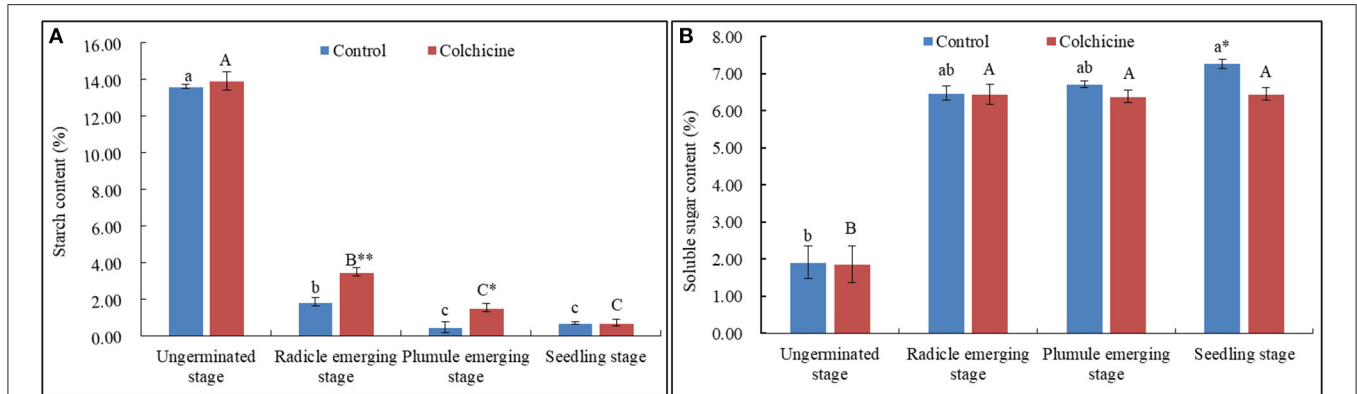 A
Control Colchicine
Starch content (%)
16.00
14.00
12.00
10.00
8.00
6.00
4.00
2.00
0.00
a A
b B**
c C*
c C
Ungerminated stage
Radicle emerging stage
Plumule emerging stage
Seedling stage
B
Control Colchicine
Soluble sugar content (%)
8.00
7.00
6.00
5.00
4.00
3.00
2.00
1.00
0.00
b B
ab A
ab A
a* A
Ungerminated stage
Radicle emerging stage
Plumule emerging stage
Seedling stage